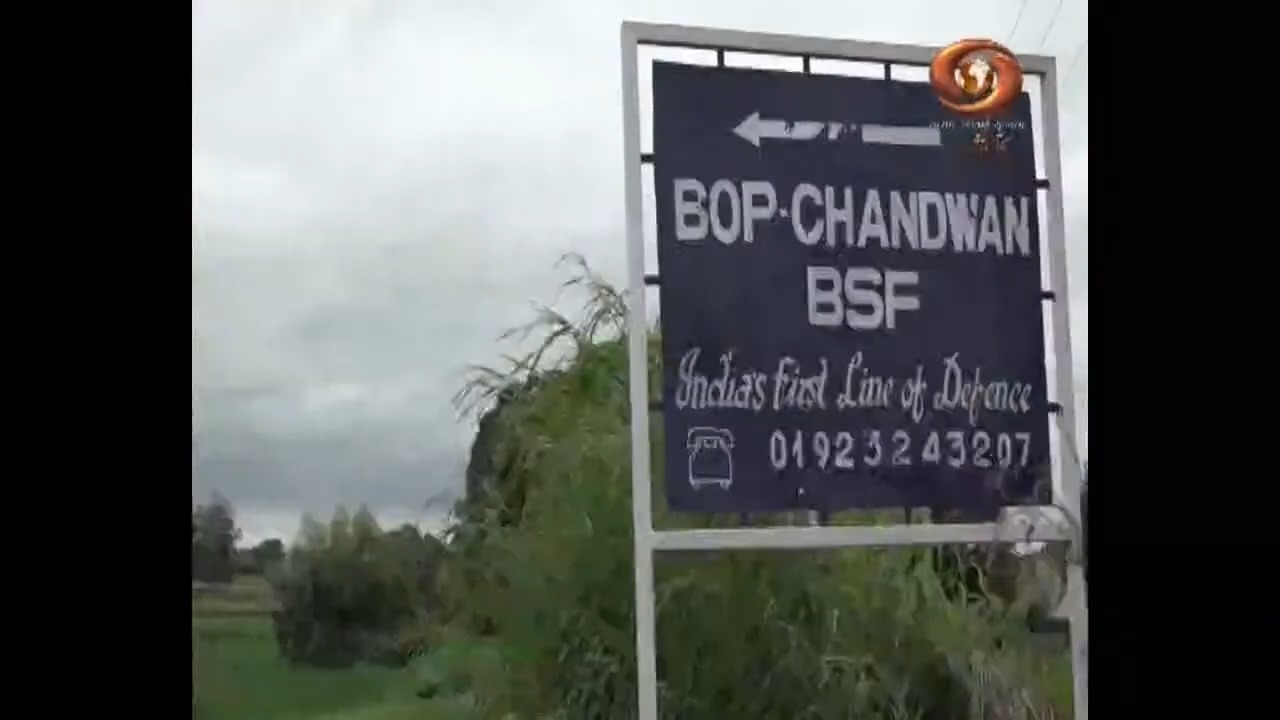 BOP-CHANDWAN
BSF
India's First Line of Defence
01923243207